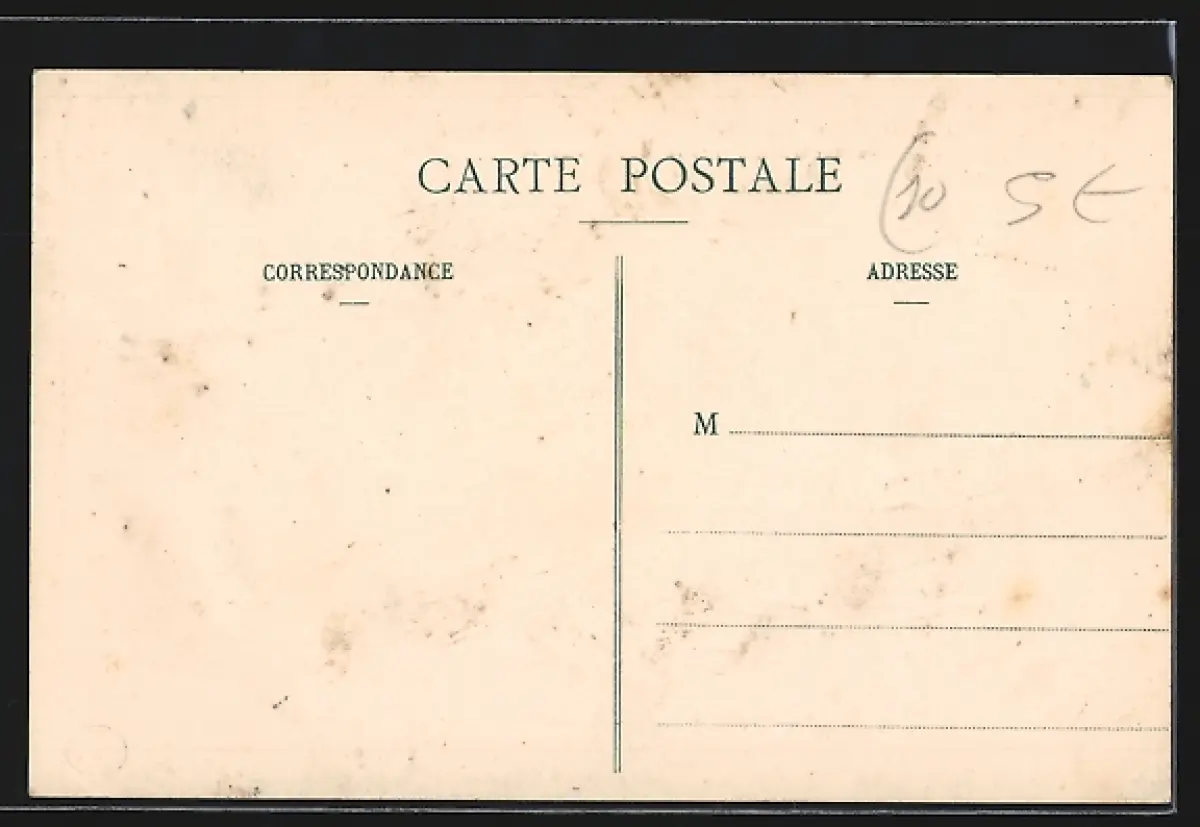 CARTE POSTALE
(10 5 €
CORRESPONDANCE
ADRESSE
M